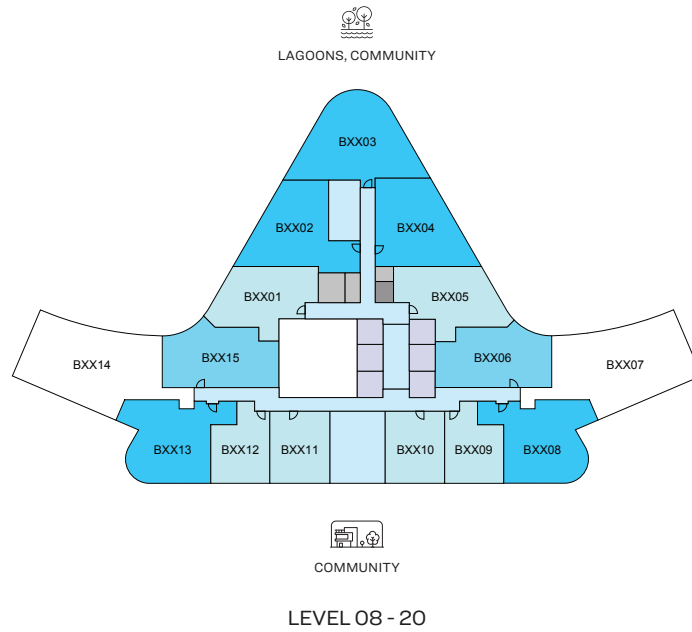 LAGOONS, COMMUNITY
BXX03
BXX02
BXX04
BXX01
BXX05
BXX14
BXX15
BXX06
BXX07
BXX13
BXX12
BXX11
BXX10
BXX09
BXX08
COMMUNITY
LEVEL 08 - 20